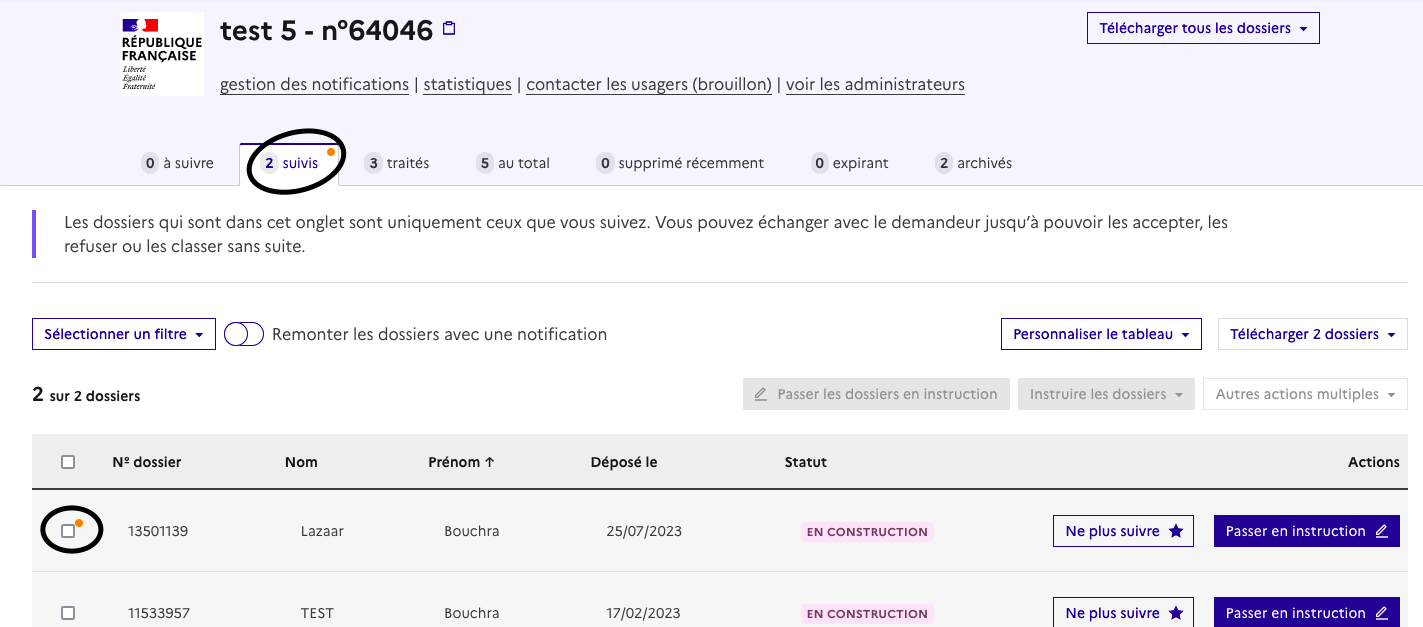 RÉPUBLIQUE
FRANÇAISE
Liberté
Égalité
Fraternité
test 5 - n°64046
Télécharger tous les dossiers
gestion des notifications | statistiques | contacter les usagers (brouillon) | voir les administrateurs
0 à suivre 2 suivis 3 traités 5 au total 0 supprimé récemment 0 expirant 2 archivés
Les dossiers qui sont dans cet onglet sont uniquement ceux que vous suivez. Vous pouvez échanger avec le demandeur jusqu'à pouvoir les accepter, les
refuser ou les classer sans suite.
Sélectionner un filtre Remonter les dossiers avec une notification Personnaliser le tableau Télécharger 2 dossiers
2 sur 2 dossiers Passer les dossiers en instruction Instruire les dossiers Autres actions multiples
Nº dossier Nom Prénom ↑ Déposé le Statut Actions
13501139 Lazaar Bouchra 25/07/2023 EN CONSTRUCTION Ne plus suivre Passer en instruction
11533957 TEST Bouchra 17/02/2023 EN CONSTRUCTION Ne plus suivre Passer en instruction